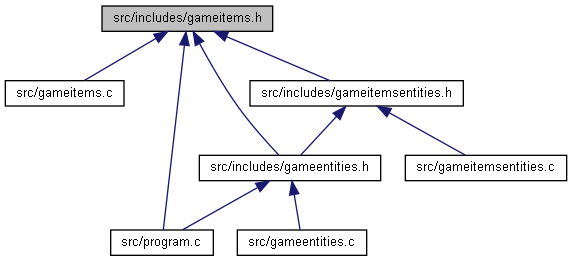 src/includes/gameitems.h
src/gameitems.c
src/includes/gameitemsentities.h
src/includes/gameentities.h
src/gameitemsentities.c
src/program.c
src/gameentities.c